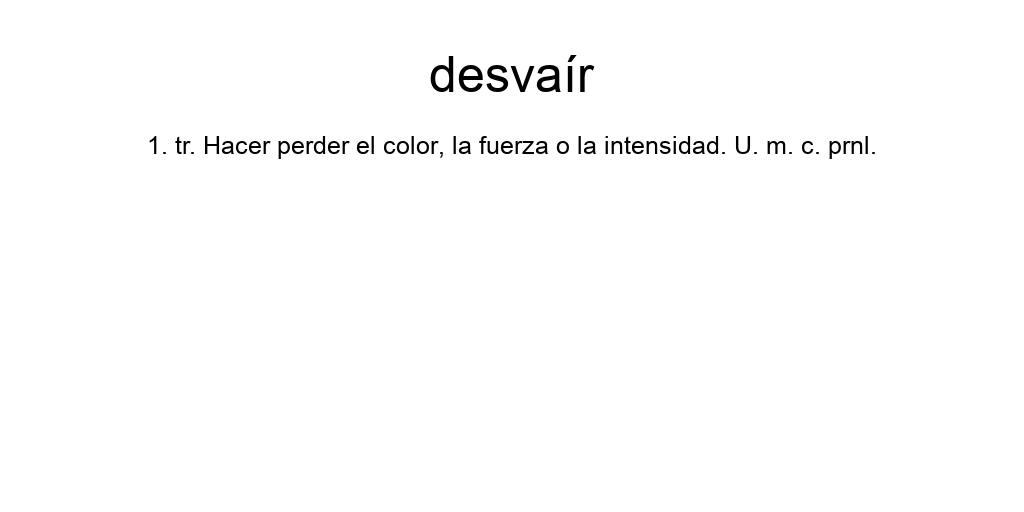 desvaír
1. tr. Hacer perder el color, la fuerza o la intensidad. U. m. c. prnl.